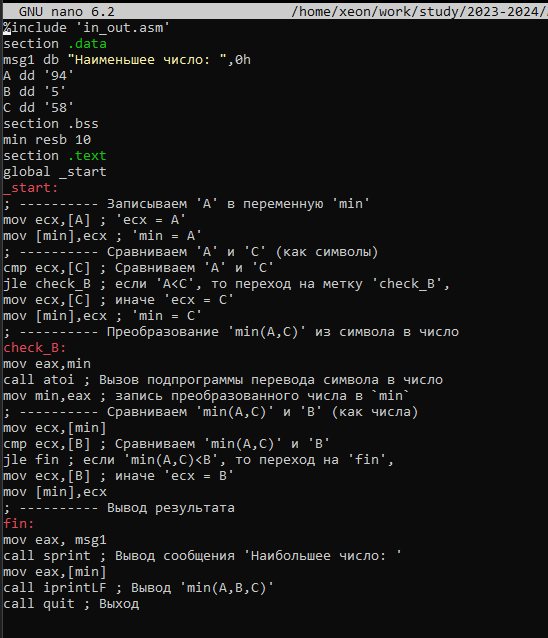 GNU nano 6.2 /home/xeon/work/study/2023-2024/
%include 'in_out.asm'
section .data
msg1 db "Наименьшее число: ",0h
A dd '94'
B dd '5'
C dd '58'
section .bss
min resb 10
section .text
global _start
_start:
; ---------- Записываем 'A' в переменную 'min'
mov ecx,[A] ; 'ecx = A'
mov [min],ecx ; 'min = A'
; ---------- Сравниваем 'A' и 'С' (как символы)
cmp ecx,[C] ; Сравниваем 'A' и 'С'
jle check_B ; если 'A<C', то переход на метку 'check_B',
mov ecx,[C] ; иначе 'ecx = C'
mov [min],ecx ; 'min = C'
; ---------- Преобразование 'min(A,C)' из символа в число
check_B:
mov eax,min
call atoi ; Вызов подпрограммы перевода символа в число
mov min,eax ; запись преобразованного числа в `min`
; ---------- Сравниваем 'min(A,C)' и 'B' (как числа)
mov ecx,[min]
cmp ecx,[B] ; Сравниваем 'min(A,C)' и 'B'
jle fin ; если 'min(A,C)<B', то переход на 'fin',
mov ecx,[B] ; иначе 'ecx = B'
mov [min],ecx
; ---------- Вывод результата
fin:
mov eax, msg1
call sprint ; Вывод сообщения 'Наибольшее число: '
mov eax,[min]
call iprintLF ; Вывод 'min(A,B,C)'
call quit ; Выход